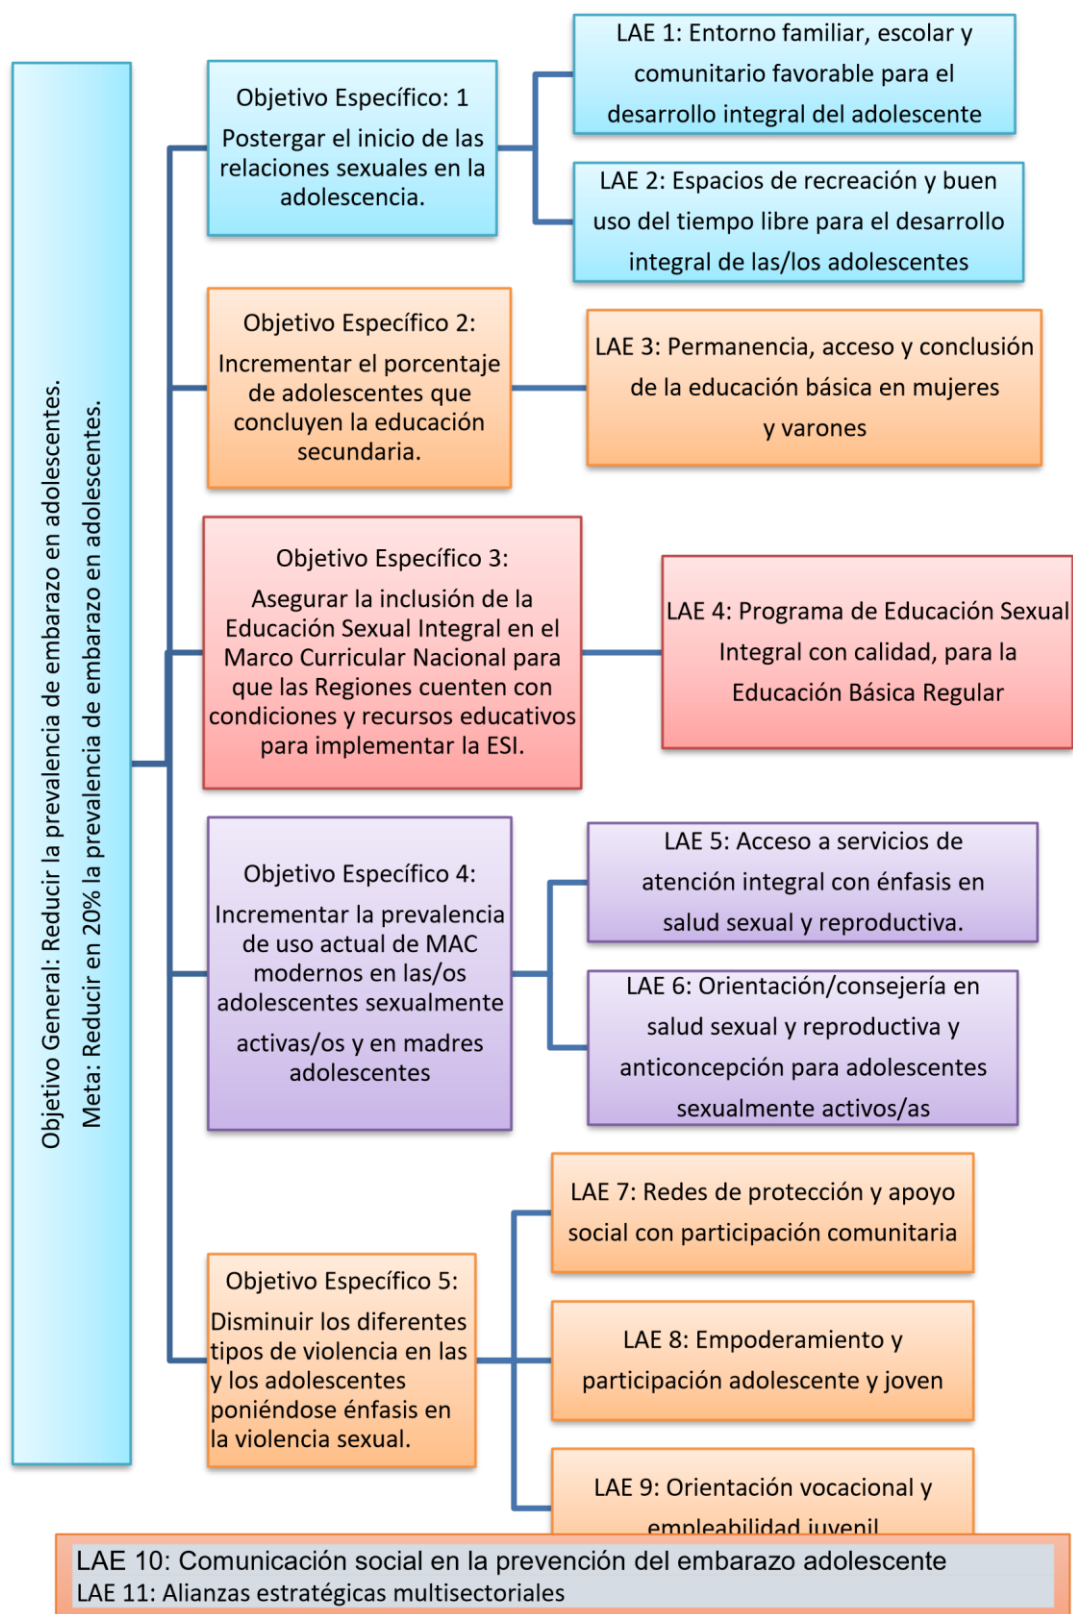 Objetivo General: Reducir la prevalencia de embarazo en adolescentes.
Meta: Reducir en 20% la prevalencia de embarazo en adolescentes.
Objetivo Específico: 1
Postergar el inicio de las
relaciones sexuales en la
adolescencia.
LAE 1: Entorno familiar, escolar y
comunitario favorable para el
desarrollo integral del adolescente
LAE 2: Espacios de recreación y buen
uso del tiempo libre para el desarrollo
integral de las/los adolescentes
Objetivo Específico 2:
Incrementar el porcentaje
de adolescentes que
concluyen la educación
secundaria.
LAE 3: Permanencia, acceso y conclusión
de la educación básica en mujeres
y varones
Objetivo Específico 3:
Asegurar la inclusión de la
Educación Sexual Integral en el
Marco Curricular Nacional para
que las Regiones cuenten con
condiciones y recursos educativos
para implementar la ESI.
LAE 4: Programa de Educación Sexual
Integral con calidad, para la
Educación Básica Regular
Objetivo Específico 4:
Incrementar la prevalencia
de uso actual de MAC
modernos en las/os
adolescentes sexualmente
activas/os y en madres
adolescentes
LAE 5: Acceso a servicios de
atención integral con énfasis en
salud sexual y reproductiva.
LAE 6: Orientación/consejería en
salud sexual y reproductiva y
anticoncepción para adolescentes
sexualmente activos/as
Objetivo Específico 5:
Disminuir los diferentes
tipos de violencia en las
y los adolescentes
poniéndose énfasis en
la violencia sexual.
LAE 7: Redes de protección y apoyo
social con participación comunitaria
LAE 8: Empoderamiento y
participación adolescente y joven
LAE 9: Orientación vocacional y
empleabilidad juvenil
LAE 10: Comunicación social en la prevención del embarazo adolescente
LAE 11: Alianzas estratégicas multisectoriales